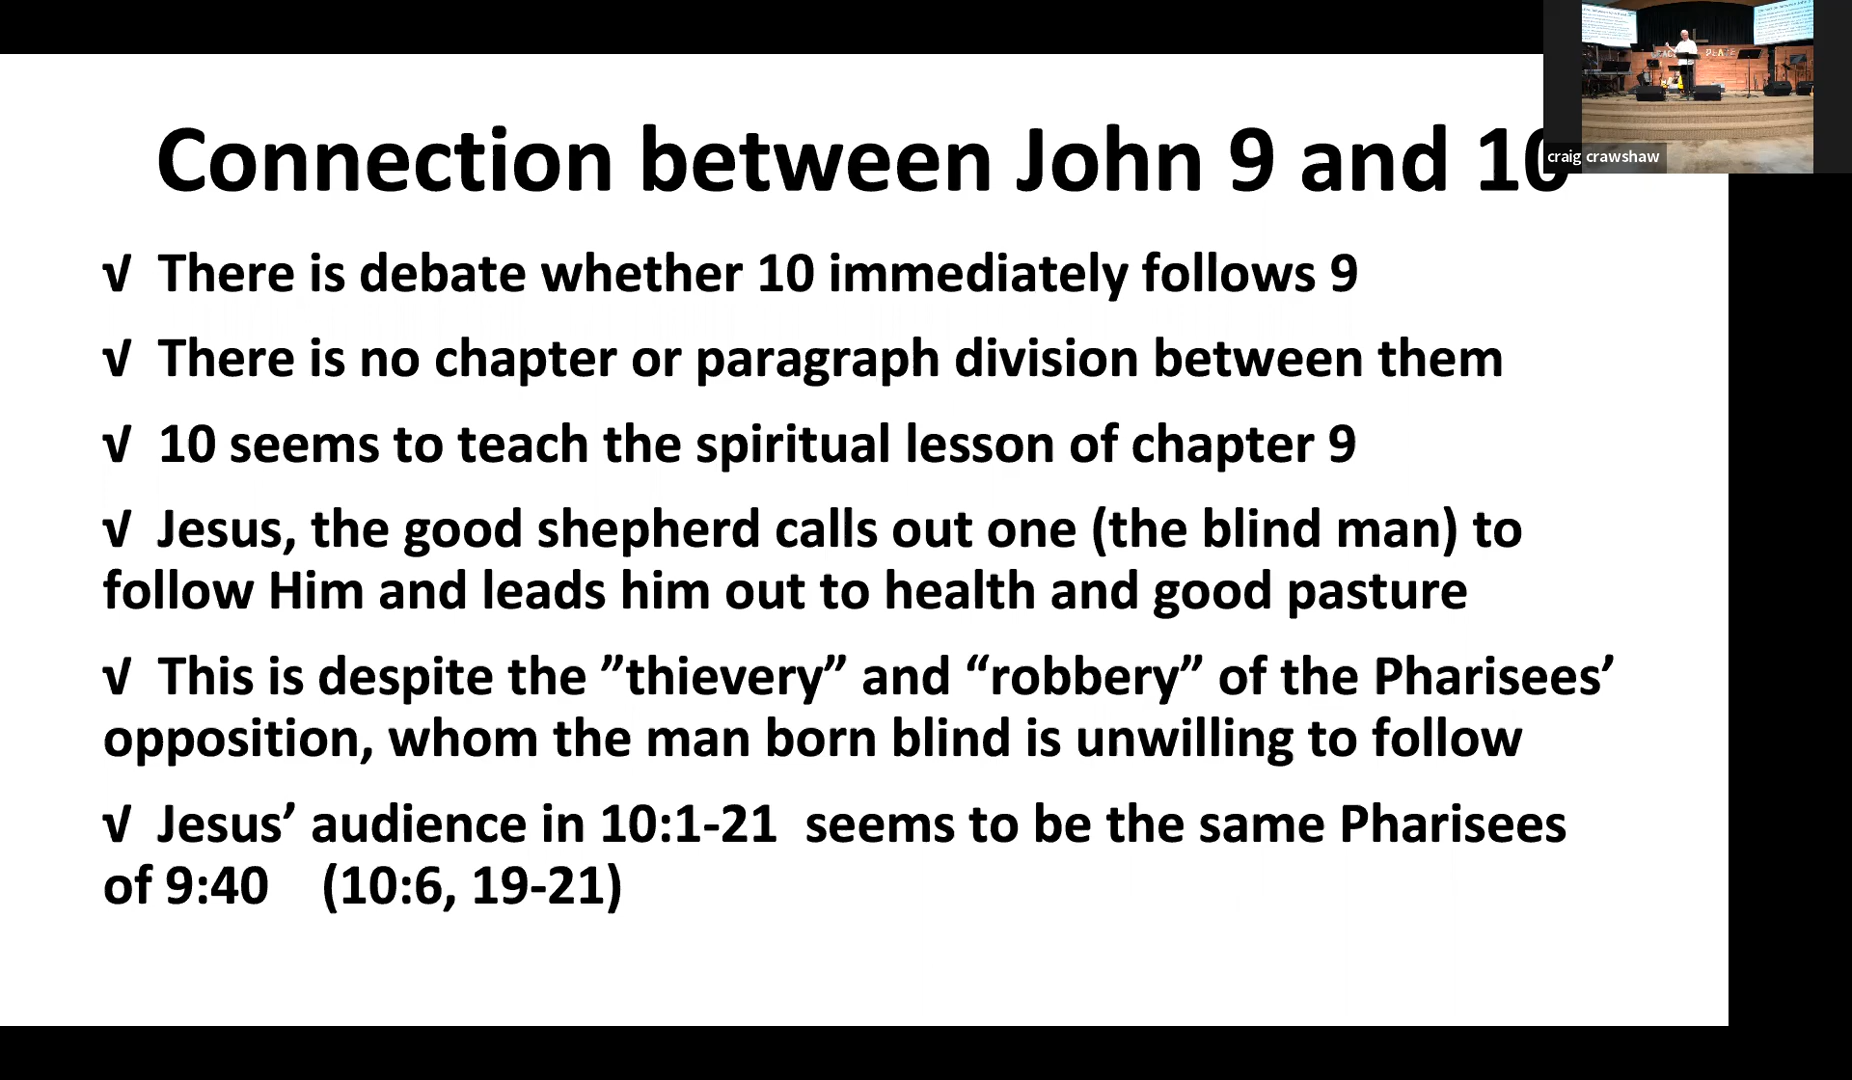 Connection between John 9 and 10
craig crawshaw
√ There is debate whether 10 immediately follows 9
√ There is no chapter or paragraph division between them
√ 10 seems to teach the spiritual lesson of chapter 9
√ Jesus, the good shepherd calls out one (the blind man) to
follow Him and leads him out to health and good pasture
√ This is despite the ”thievery” and “robbery” of the Pharisees’
opposition, whom the man born blind is unwilling to follow
√ Jesus’ audience in 10:1-21 seems to be the same Pharisees
of 9:40 (10:6, 19-21)